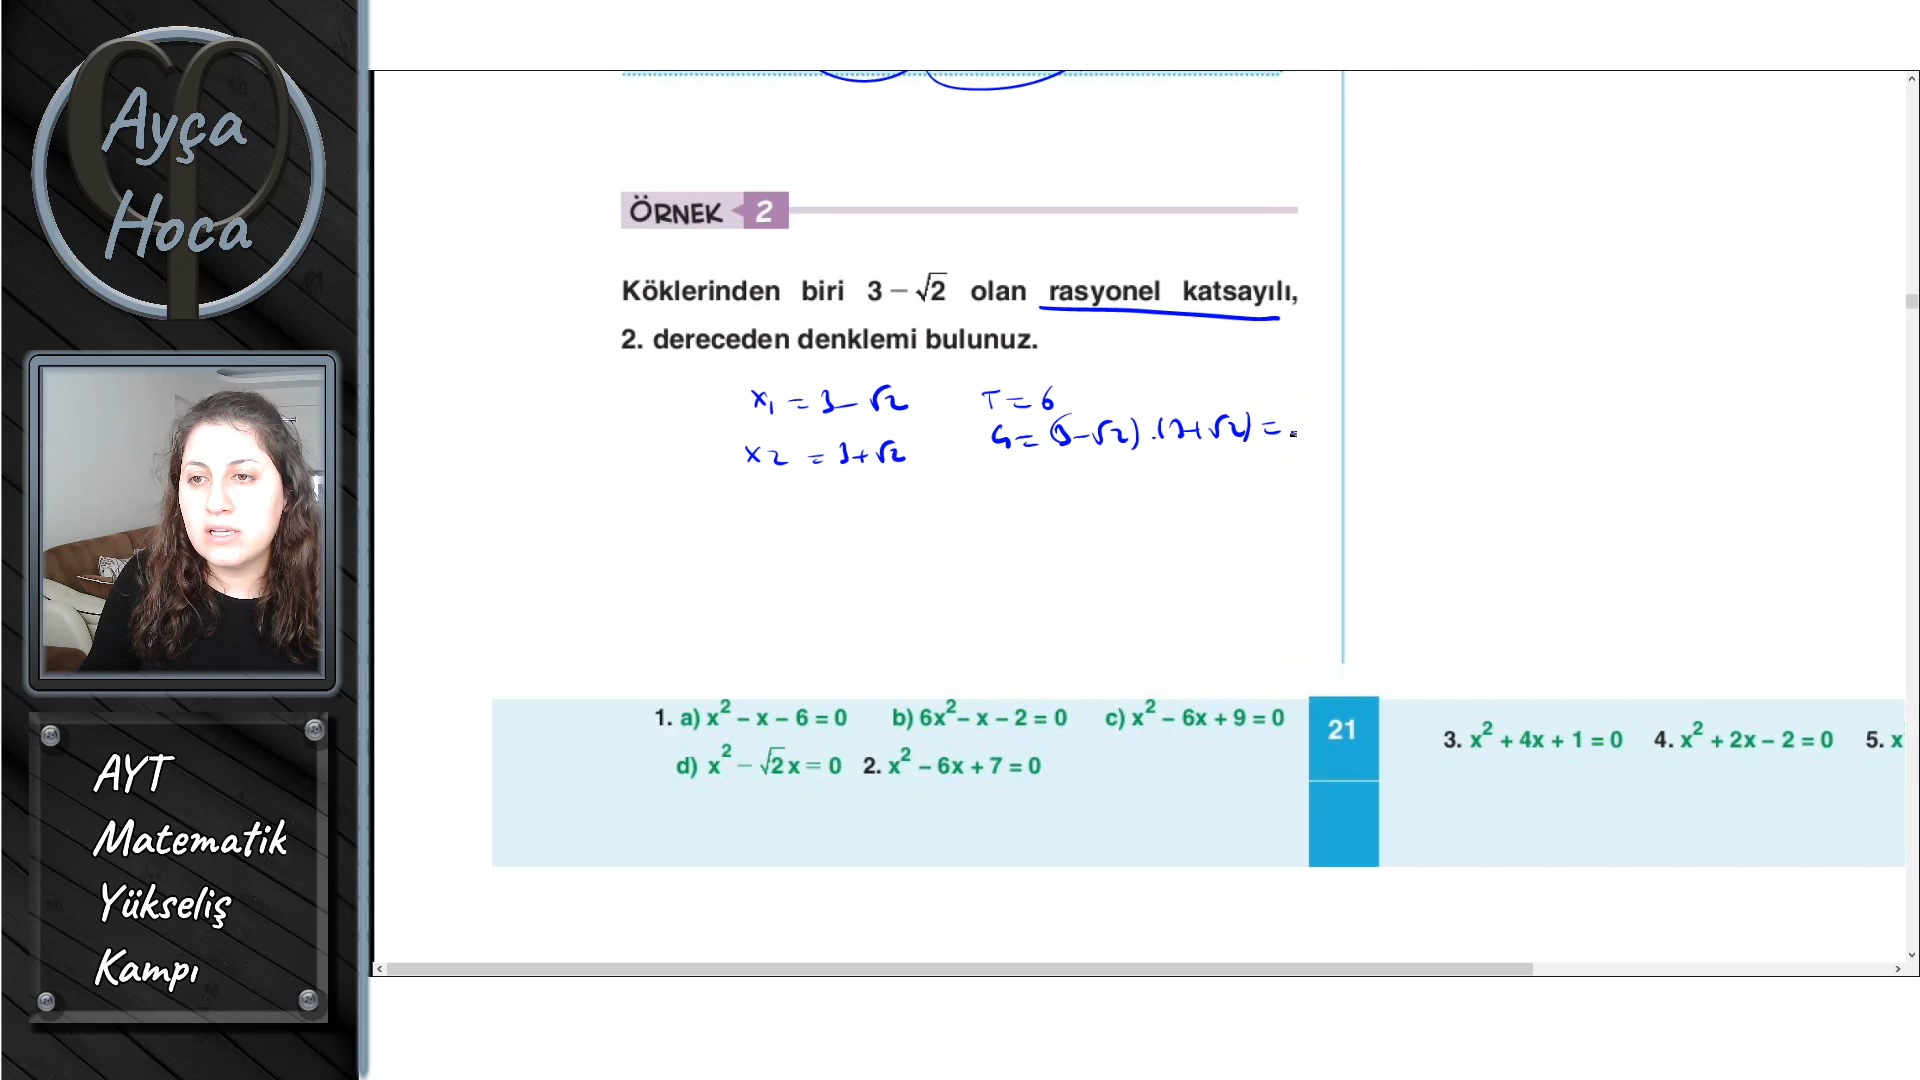 Ayça
Hoca
AYT
Matematik
Yükseliş
Kampı
ÖRNEK 2
Köklerinden biri 3 − √2 olan rasyonel katsayılı,
2. dereceden denklemi bulunuz.
x₁ = 3 − √2
x2 = 3+√2
T = 6
Ç = (3−√2).(3+√2) =
1. a) x² − x − 6 = 0 b) 6x² − x − 2 = 0 c) x² − 6x + 9 = 0
d) x² − √2x = 0 2. x² − 6x + 7 = 0
21
3. x² + 4x + 1 = 0 4. x² + 2x − 2 = 0 5. x